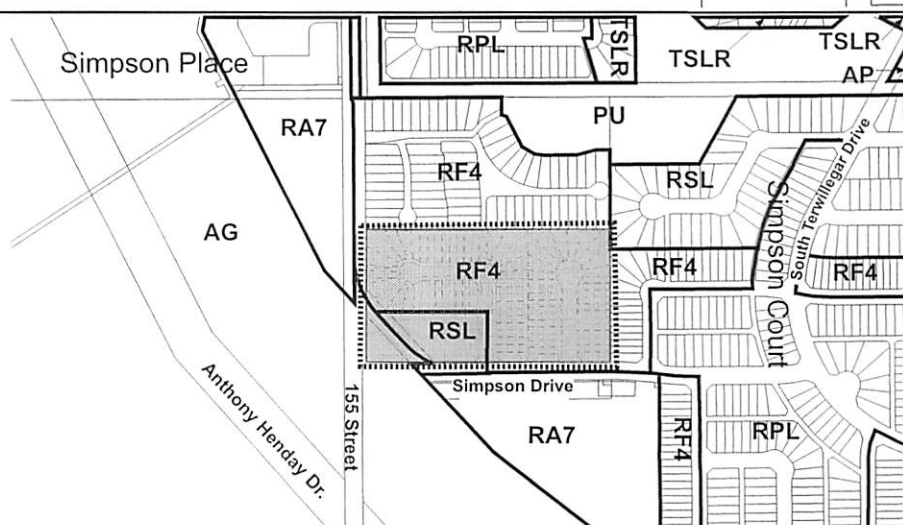 RPL
TSLR
TSLR
TSLR
AP
Simpson Place
RA7
PU
RF4
RSL
South Terwillegar Drive
Simpson Court
AG
RF4
RF4
RF4
RSL
Simpson Drive
Anthony Henday Dr.
155 Street
RA7
RF4
RPL